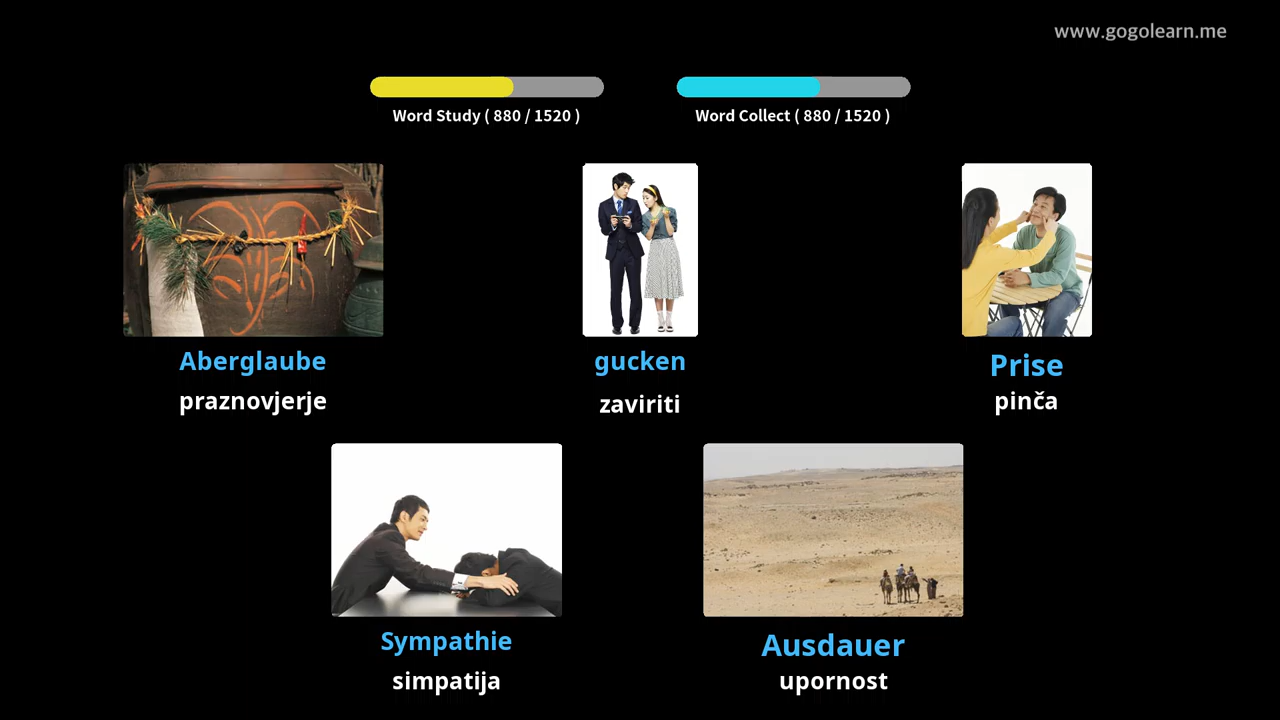 www.gogolearn.me
Word Study ( 880 / 1520 )
Word Collect ( 880 / 1520 )
Aberglaube
praznovjerje
gucken
zaviriti
Prise
pinča
Sympathie
simpatija
Ausdauer
upornost